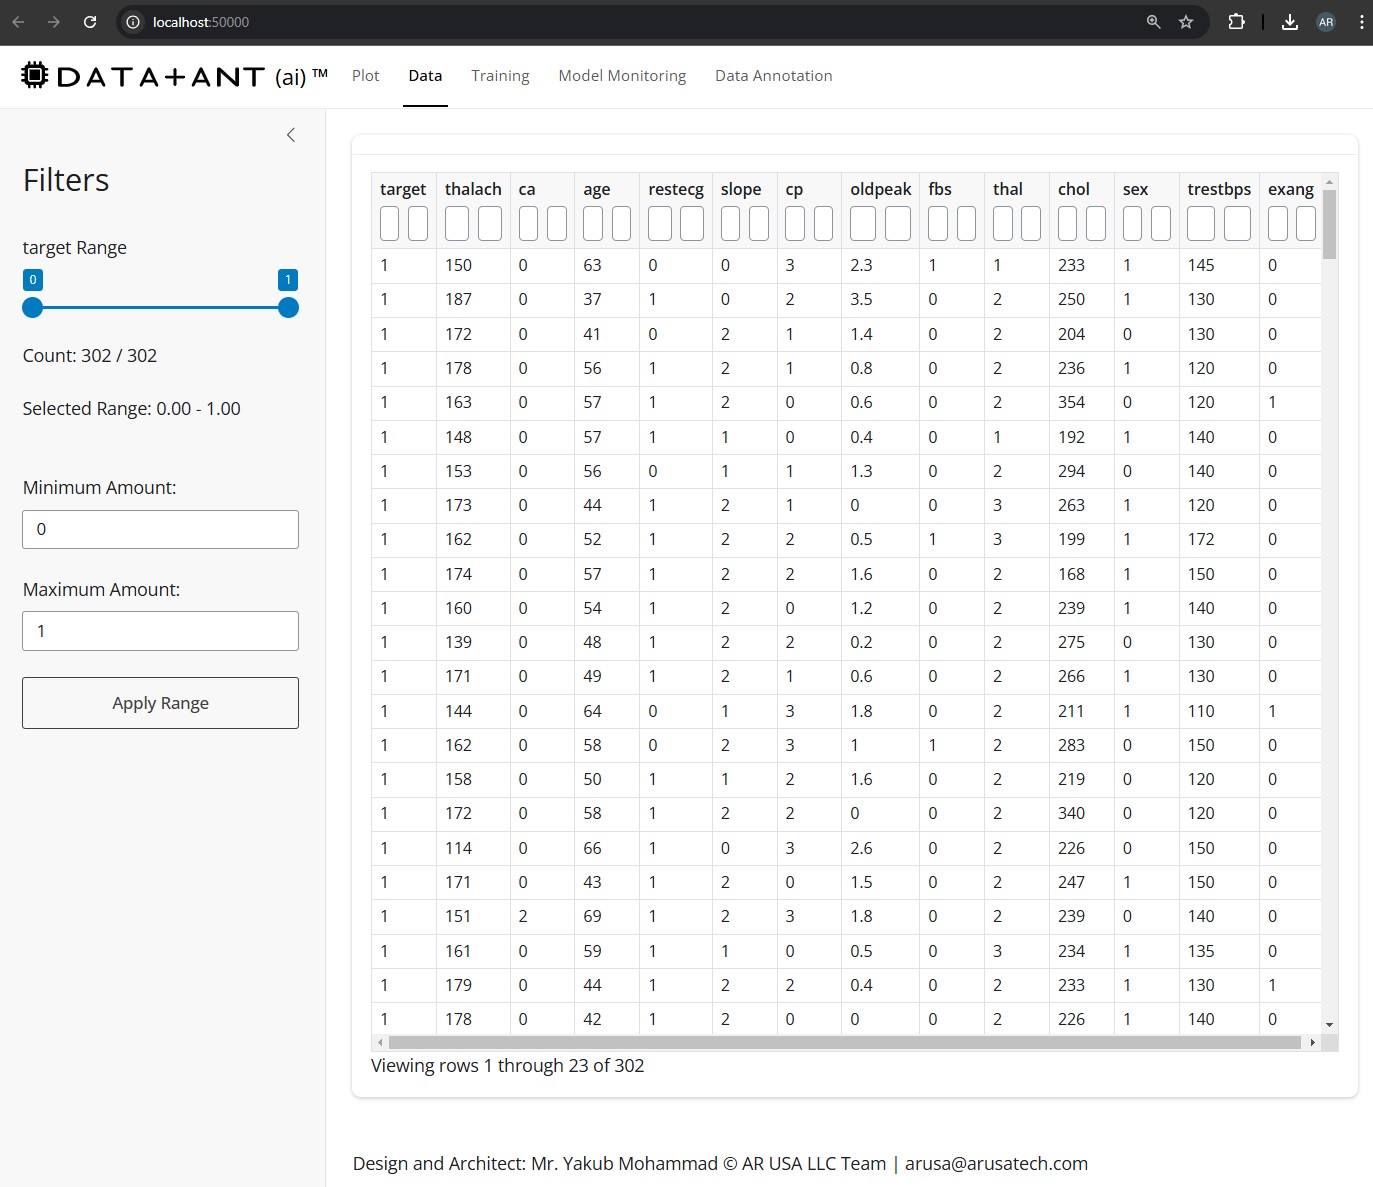 localhost:50000
AR
DATA+ANT (ai) ™ Plot Data Training Model Monitoring Data Annotation
Filters
target Range
0 1
Count: 302 / 302
Selected Range: 0.00 - 1.00
Minimum Amount:
0
Maximum Amount:
1
Apply Range
target thalach ca age restecg slope cp oldpeak fbs thal chol sex trestbps exang
1 150 0 63 0 0 3 2.3 1 1 233 1 145 0
1 187 0 37 1 0 2 3.5 0 2 250 1 130 0
1 172 0 41 0 2 1 1.4 0 2 204 0 130 0
1 178 0 56 1 2 1 0.8 0 2 236 1 120 0
1 163 0 57 1 2 0 0.6 0 2 354 0 120 1
1 148 0 57 1 1 0 0.4 0 1 192 1 140 0
1 153 0 56 0 1 1 1.3 0 2 294 0 140 0
1 173 0 44 1 2 1 0 0 3 263 1 120 0
1 162 0 52 1 2 2 0.5 1 3 199 1 172 0
1 174 0 57 1 2 2 1.6 0 2 168 1 150 0
1 160 0 54 1 2 0 1.2 0 2 239 1 140 0
1 139 0 48 1 2 2 0.2 0 2 275 0 130 0
1 171 0 49 1 2 1 0.6 0 2 266 1 130 0
1 144 0 64 0 1 3 1.8 0 2 211 1 110 1
1 162 0 58 0 2 3 1 1 2 283 0 150 0
1 158 0 50 1 1 2 1.6 0 2 219 0 120 0
1 172 0 58 1 2 2 0 0 2 340 0 120 0
1 114 0 66 1 0 3 2.6 0 2 226 0 150 0
1 171 0 43 1 2 0 1.5 0 2 247 1 150 0
1 151 2 69 1 2 3 1.8 0 2 239 0 140 0
1 161 0 59 1 1 0 0.5 0 3 234 1 135 0
1 179 0 44 1 2 2 0.4 0 2 233 1 130 1
1 178 0 42 1 2 0 0 0 2 226 1 140 0
Viewing rows 1 through 23 of 302
Design and Architect: Mr. Yakub Mohammad © AR USA LLC Team | arusa@arusatech.com